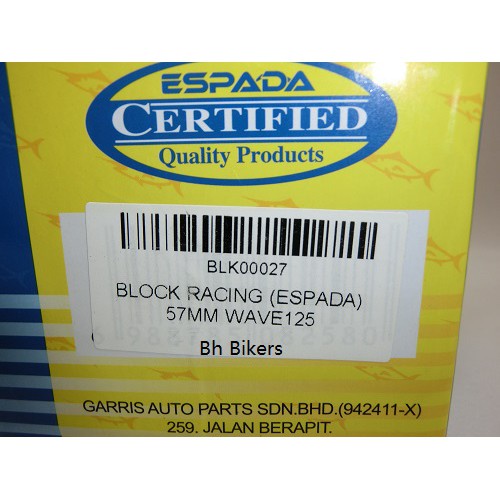 ESPADA
CERTIFIED
Quality Products
BLK00027
BLOCK RACING (ESPADA)
57MM WAVE125
Bh Bikers
GARRIS AUTO PARTS SDN.BHD.(942411-X)
259. JALAN BERAPIT.